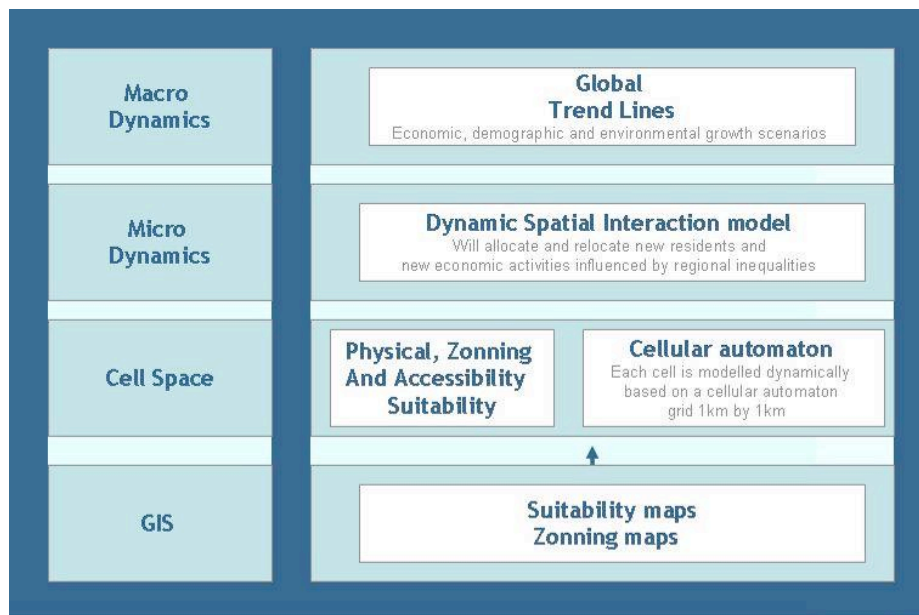 Macro
Dynamics
Global
Trend Lines
Economic, demographic and environmental growth scenarios
Micro
Dynamics
Dynamic Spatial Interaction model
Will allocate and relocate new residents and
new economic activities influenced by regional inequalities
Cell Space
Physical, Zonning
And Accessibility
Suitability
Cellular automaton
Each cell is modelled dynamically
based on a cellular automaton
grid 1km by 1km
GIS
Suitability maps
Zonning maps